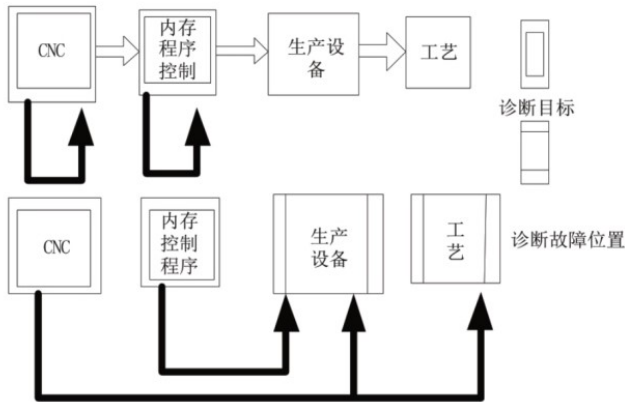 CNC
内存
程序
控制
生产设
备
工艺
诊断目标
CNC
内存
控制
程序
生产
设备
工
艺
诊断故障位置